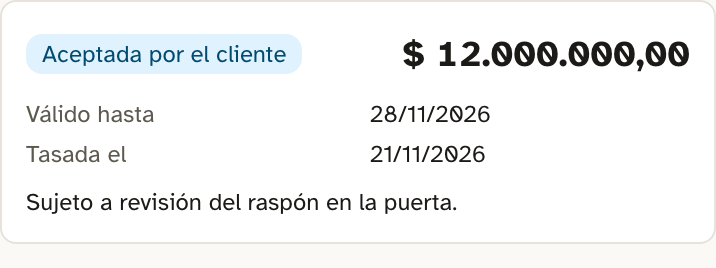 Aceptada por el cliente
$ 12.000.000,00
Válido hasta 28/11/2026
Tasada el 21/11/2026
Sujeto a revisión del raspón en la puerta.